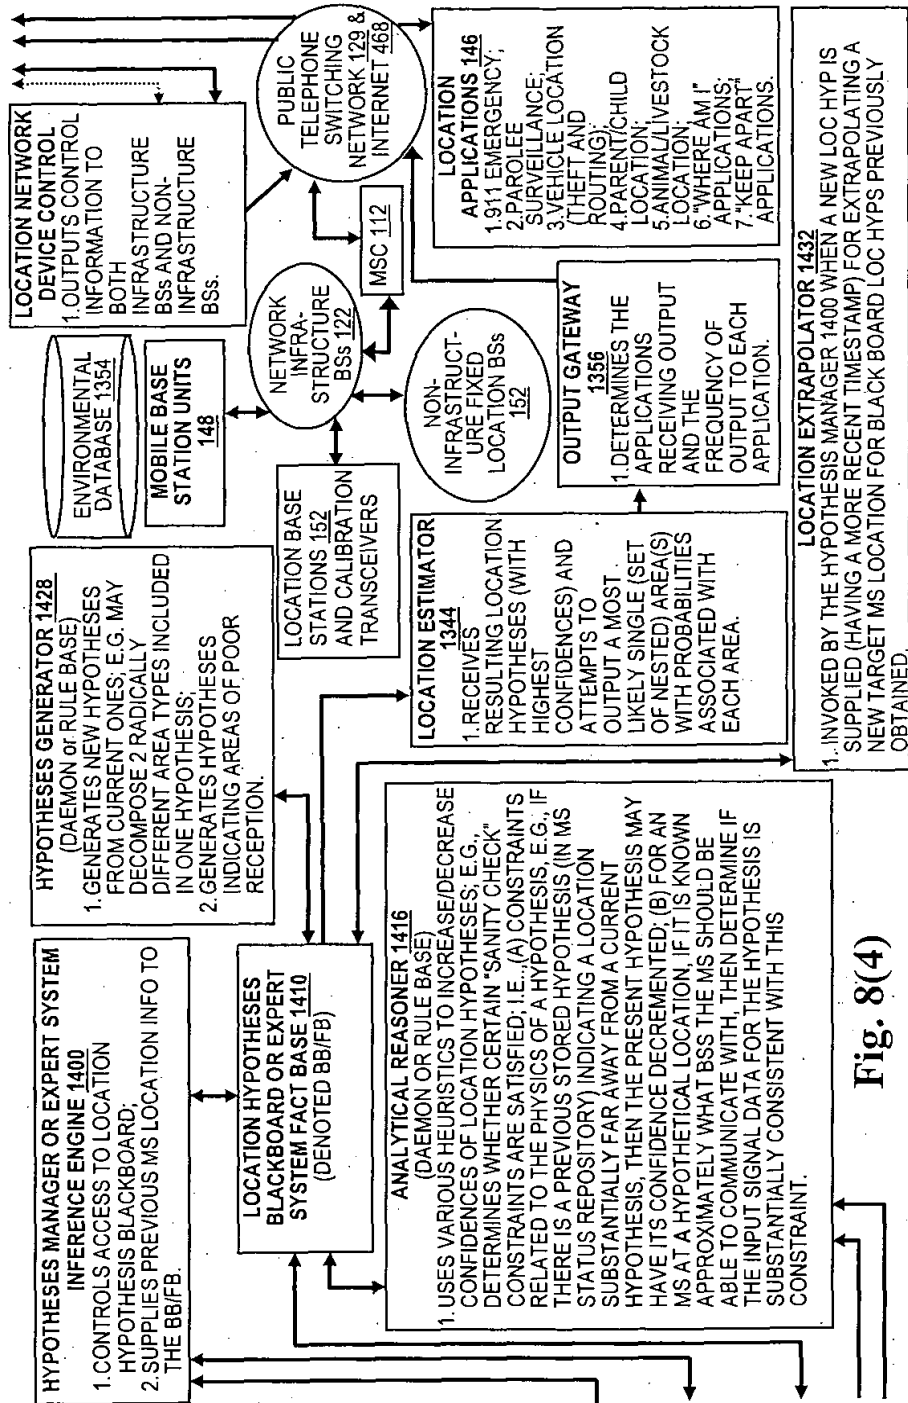 HYPOTHESES MANAGER OR EXPERT SYSTEM
INFERENCE ENGINE 1400
1. CONTROLS ACCESS TO LOCATION
HYPOTHESIS BLACKBOARD;
2. SUPPLIES PREVIOUS MS LOCATION INFO TO
THE BB/FB.
LOCATION HYPOTHESES
BLACKBOARD OR EXPERT
SYSTEM FACT BASE 1410
(DENOTED BB/FB)
ANALYTICAL REASONER 1416
(DAEMON OR RULE BASE)
1. USES VARIOUS HEURISTICS TO INCREASE/DECREASE
CONFIDENCES OF LOCATION HYPOTHESES; E.G.,
DETERMINES WHETHER CERTAIN "SANITY CHECK"
CONSTRAINTS ARE SATISFIED; I.E.,(A) CONSTRAINTS
RELATED TO THE PHYSICS OF A HYPOTHESIS, E.G., IF
THERE IS A PREVIOUS STORED HYPOTHESIS (IN MS
STATUS REPOSITORY) INDICATING A LOCATION
SUBSTANTIALLY FAR AWAY FROM A CURRENT
HYPOTHESIS, THEN THE PRESENT HYPOTHESIS MAY
HAVE ITS CONFIDENCE DECREMENTED; (B) FOR AN
MS AT A HYPOTHETICAL LOCATION, IF IT IS KNOWN
APPROXIMATELY WHAT BSS THE MS SHOULD BE
ABLE TO COMMUNICATE WITH, THEN DETERMINE IF
THE INPUT SIGNAL DATA FOR THE HYPOTHESIS IS
SUBSTANTIALLY CONSISTENT WITH THIS
CONSTRAINT.
HYPOTHESES GENERATOR 1428
(DAEMON or RULE BASE)
1. GENERATES NEW HYPOTHESES
FROM CURRENT ONES; E.G. MAY
DECOMPOSE 2 RADICALLY
DIFFERENT AREA TYPES INCLUDED
IN ONE HYPOTHESIS;
2. GENERATES HYPOTHESES
INDICATING AREAS OF POOR
RECEPTION.
LOCATION BASE
STATIONS 152
AND CALIBRATION
TRANSCEIVERS
LOCATION ESTIMATOR
1344
1. RECEIVES
RESULTING LOCATION
HYPOTHESES (WITH
HIGHEST
CONFIDENCES) AND
ATTEMPTS TO
OUTPUT A MOST
LIKELY SINGLE (SET
OF NESTED) AREA(S)
WITH PROBABILITIES
ASSOCIATED WITH
EACH AREA.
ENVIRONMENTAL
DATABASE 1354
MOBILE BASE
STATION UNITS
148
NETWORK
INFRA-
STRUCTURE
BSs 122
NON-
INFRASTRUCT-
URE FIXED
LOCATION BSs
152
OUTPUT GATEWAY
1356
1. DETERMINES THE
APPLICATIONS
RECEIVING OUTPUT
AND THE
FREQUENCY OF
OUTPUT TO EACH
APPLICATION.
LOCATION NETWORK
DEVICE CONTROL
1. OUTPUTS CONTROL
INFORMATION TO
BOTH
INFRASTRUCTURE
BSs AND NON-
INFRASTRUCTURE
BSs.
MSC 112
PUBLIC
TELEPHONE
SWITCHING
NETWORK 129 &
INTERNET 468
LOCATION
APPLICATIONS 146
1.911 EMERGENCY;
2.PAROLEE
SURVEILLANCE;
3.VEHICLE LOCATION
(THEFT AND
ROUTING);
4.PARENT/CHILD
LOCATION;
5.ANIMAL/LIVESTOCK
LOCATION;
6."WHERE AM I"
APPLICATIONS;
7."KEEP APART"
APPLICATIONS.
LOCATION EXTRAPOLATOR 1432
1. INVOKED BY THE HYPOTHESIS MANAGER 1400 WHEN A NEW LOC HYP IS
SUPPLIED (HAVING A MORE RECENT TIMESTAMP) FOR EXTRAPOLATING A
NEW TARGET MS LOCATION FOR BLACK BOARD LOC HYPS PREVIOUSLY
OBTAINED.
Fig. 8(4)